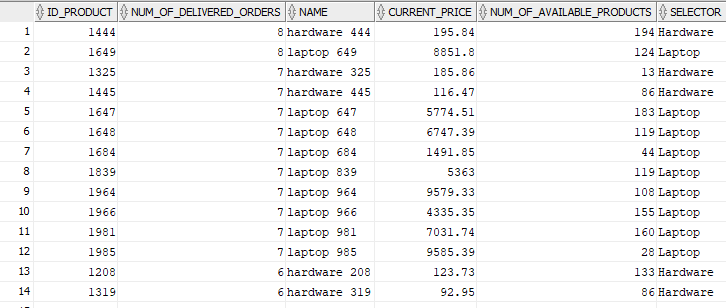 ID_PRODUCT NUM_OF_DELIVERED_ORDERS NAME CURRENT_PRICE NUM_OF_AVAILABLE_PRODUCTS SELECTOR
1 1444 8 hardware 444 195.84 194 Hardware
2 1649 8 laptop 649 8851.8 124 Laptop
3 1325 7 hardware 325 185.86 13 Hardware
4 1445 7 hardware 445 116.47 86 Hardware
5 1647 7 laptop 647 5774.51 183 Laptop
6 1648 7 laptop 648 6747.39 119 Laptop
7 1684 7 laptop 684 1491.85 44 Laptop
8 1839 7 laptop 839 5363 119 Laptop
9 1964 7 laptop 964 9579.33 108 Laptop
10 1966 7 laptop 966 4335.35 155 Laptop
11 1981 7 laptop 981 7031.74 160 Laptop
12 1985 7 laptop 985 9585.39 28 Laptop
13 1208 6 hardware 208 123.73 133 Hardware
14 1319 6 hardware 319 92.95 86 Hardware